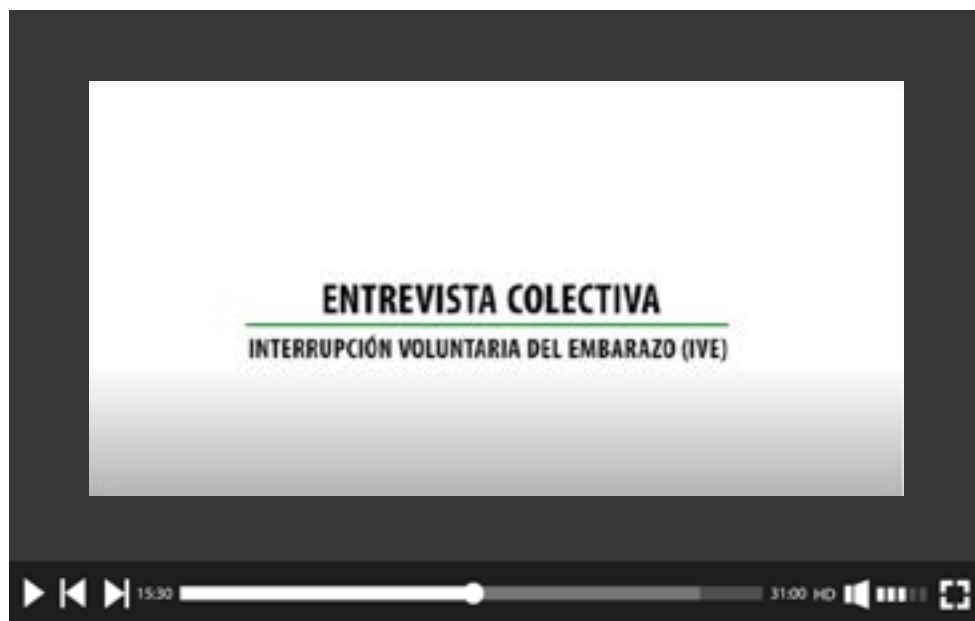 ENTREVISTA COLECTIVA
INTERRUPCIÓN VOLUNTARIA DEL EMBARAZO (IVE)
15:30 31:00 HD